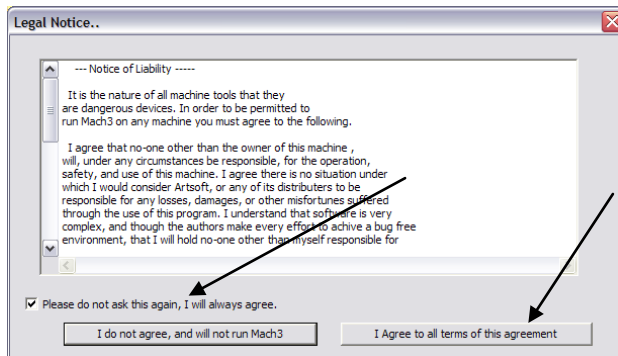 Legal Notice..
--- Notice of Liability -----
It is the nature of all machine tools that they
are dangerous devices. In order to be permitted to
run Mach3 on any machine you must agree to the following.
I agree that no-one other than the owner of this machine ,
will, under any circumstances be responsible, for the operation,
safety, and use of this machine. I agree there is no situation under
which I would consider Artsoft, or any of its distributers to be
responsible for any losses, damages, or other misfortunes suffered
through the use of this program. I understand that software is very
complex, and though the authors make every effort to achive a bug free
environment, that I will hold no-one other than myself responsible for
Please do not ask this again, I will always agree.
I do not agree, and will not run Mach3
I Agree to all terms of this agreement